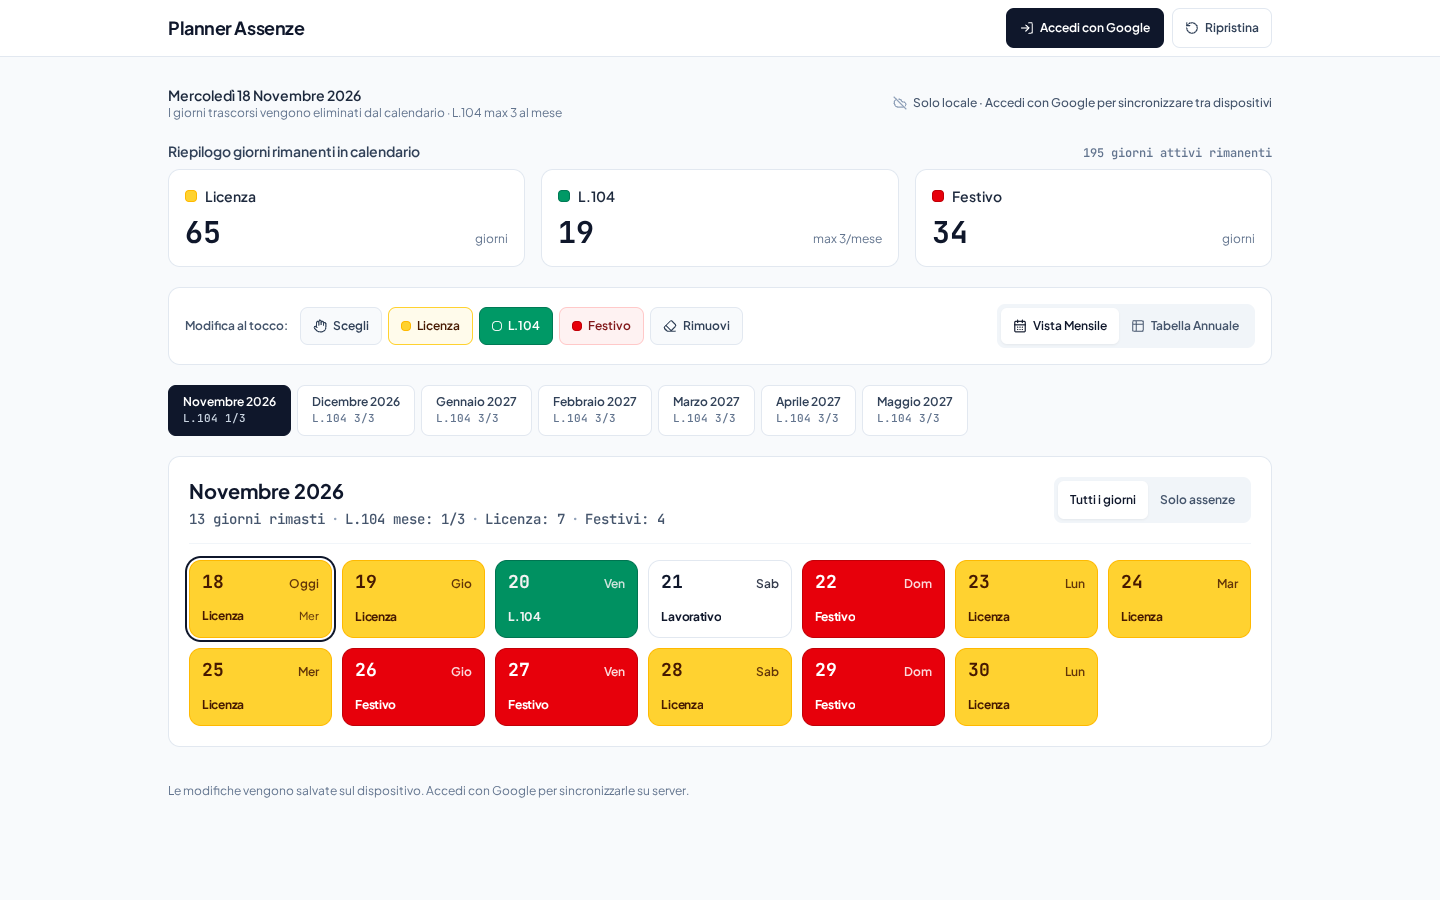 Planner Assenze
Accedi con Google
Ripristina
Mercoledì 18 Novembre 2026
I giorni trascorsi vengono eliminati dal calendario · L.104 max 3 al mese
Solo locale · Accedi con Google per sincronizzare tra dispositivi
Riepilogo giorni rimanenti in calendario
195 giorni attivi rimanenti
Licenza
65
giorni
L.104
19
max 3/mese
Festivo
34
giorni
Modifica al tocco:
Scegli
Licenza
L.104
Festivo
Rimuovi
Vista Mensile
Tabella Annuale
Novembre 2026
L.104 1/3
Dicembre 2026
L.104 3/3
Gennaio 2027
L.104 3/3
Febbraio 2027
L.104 3/3
Marzo 2027
L.104 3/3
Aprile 2027
L.104 3/3
Maggio 2027
L.104 3/3
Novembre 2026
13 giorni rimasti · L.104 mese: 1/3 · Licenza: 7 · Festivi: 4
Tutti i giorni
Solo assenze
18 Oggi
Licenza Mer
19 Gio
Licenza
20 Ven
L.104
21 Sab
Lavorativo
22 Dom
Festivo
23 Lun
Licenza
24 Mar
Licenza
25 Mer
Licenza
26 Gio
Festivo
27 Ven
Festivo
28 Sab
Licenza
29 Dom
Festivo
30 Lun
Licenza
Le modifiche vengono salvate sul dispositivo. Accedi con Google per sincronizzarle su server.